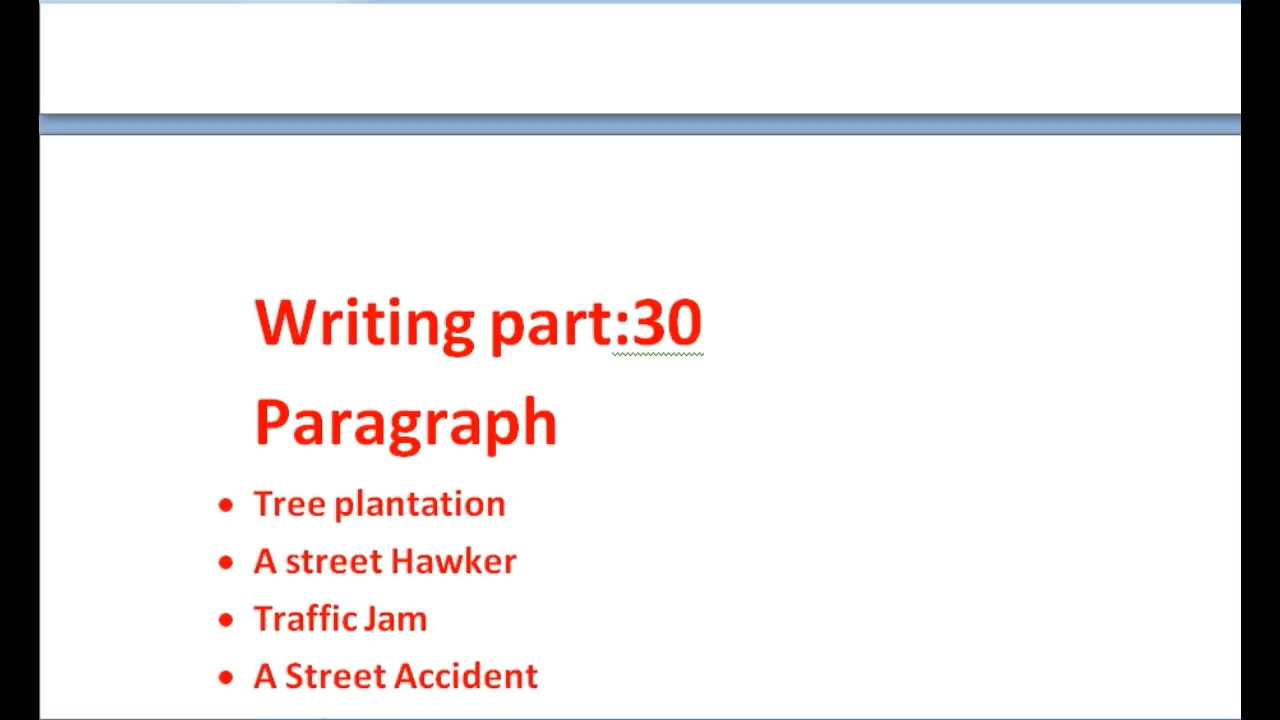 Writing part:30
Paragraph
• Tree plantation
• A street Hawker
• Traffic Jam
• A Street Accident